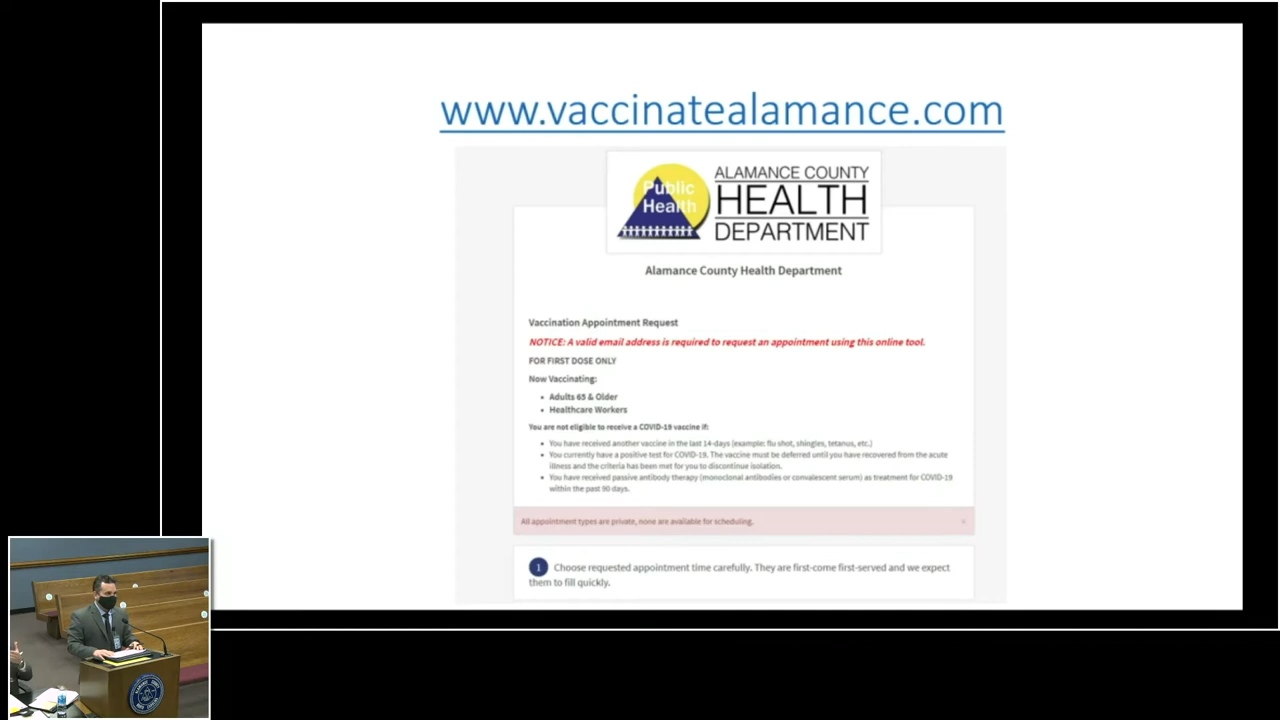 www.vaccinatealamance.com
Public
Health
ALAMANCE COUNTY
HEALTH
DEPARTMENT
Alamance County Health Department
Vaccination Appointment Request
NOTICE: A valid email address is required to request an appointment using this online tool.
FOR FIRST DOSE ONLY
Now Vaccinating:
• Adults 65 & Older
• Healthcare Workers
You are not eligible to receive a COVID-19 vaccine if:
• You have received another vaccine in the last 14-days (example: flu shot, shingles, tetanus, etc.)
• You currently have a positive test for COVID-19. The vaccine must be deferred until you have recovered from the acute
illness and the criteria has been met for you to discontinue isolation.
• You have received passive antibody therapy (monoclonal antibodies or convalescent serum) as treatment for COVID-19
within the past 90 days.
All appointment types are private, none are available for scheduling. ×
1 Choose requested appointment time carefully. They are first-come first-served and we expect
them to fill quickly.